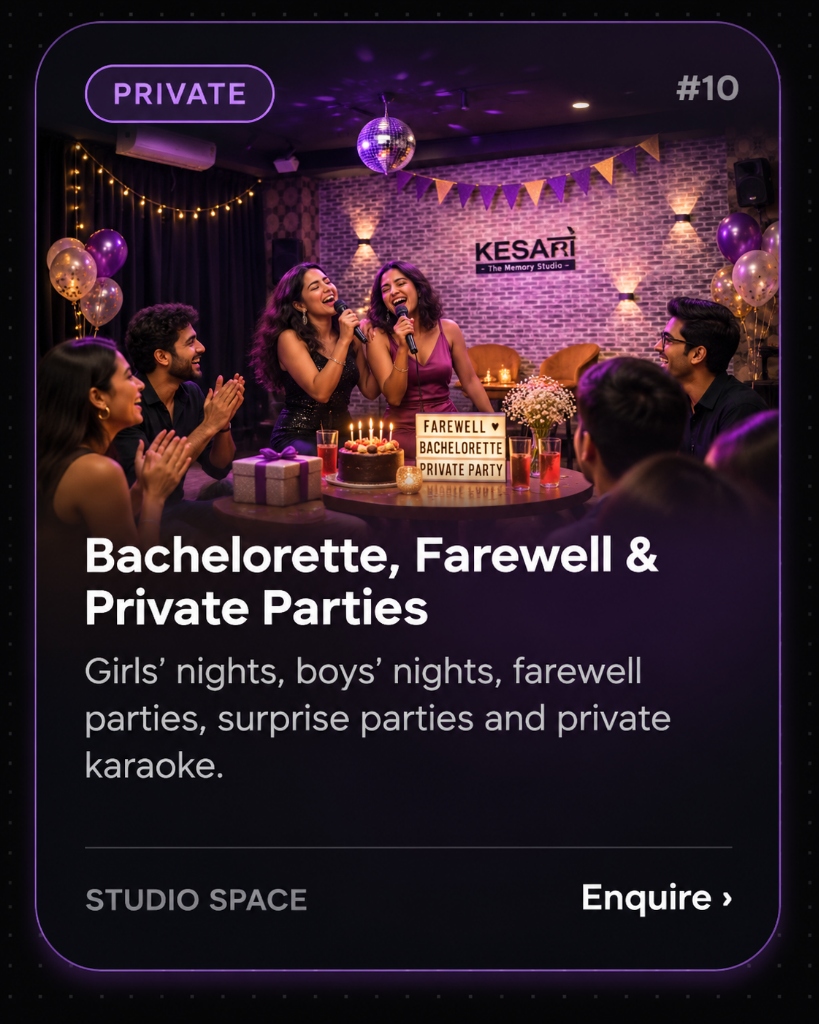 PRIVATE
#10
KESARI
- The Memory Studio -
FAREWELL ♥
BACHELORETTE
PRIVATE PARTY
Bachelorette, Farewell &
Private Parties
Girls’ nights, boys’ nights, farewell
parties, surprise parties and private
karaoke.
STUDIO SPACE
Enquire ›